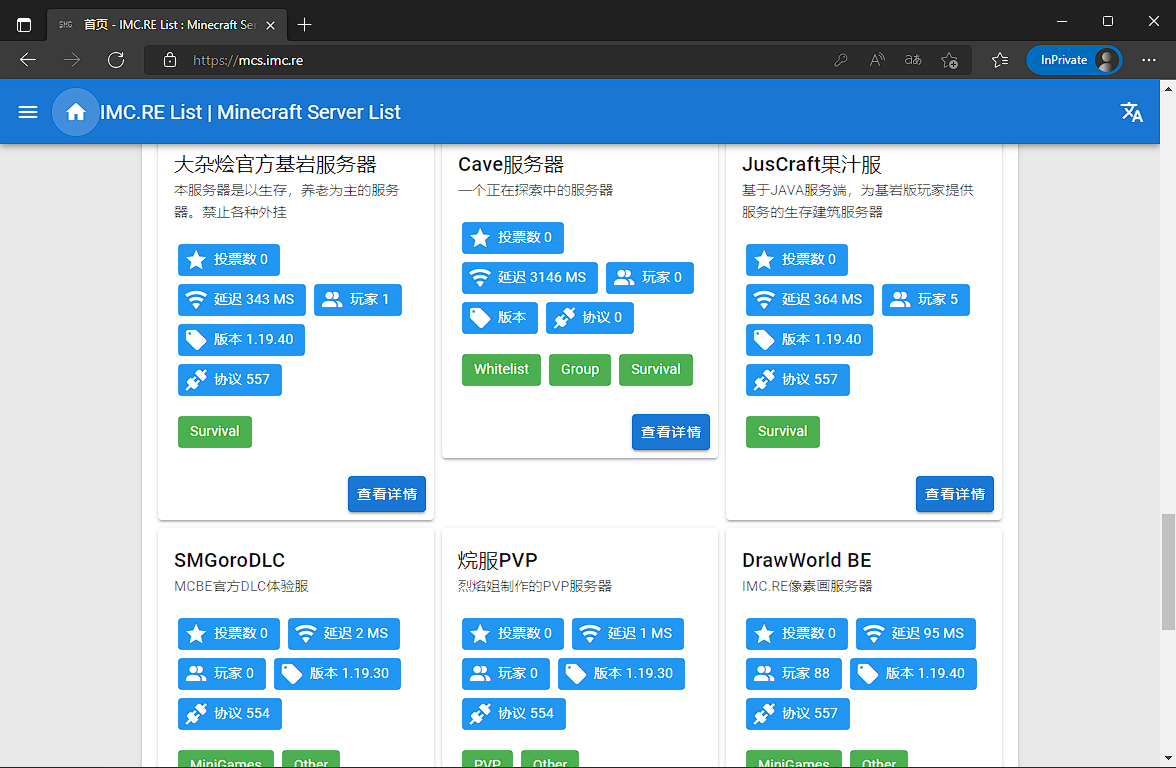 首页 - IMC.RE List : Minecraft Ser
https://mcs.imc.re
InPrivate
IMC.RE List | Minecraft Server List
大杂烩官方基岩服务器
本服务器是以生存，养老为主的服务
器。禁止各种外挂
投票数 0
延迟 343 MS
玩家 1
版本 1.19.40
协议 557
Survival
查看详情
Cave服务器
一个正在探索中的服务器
投票数 0
延迟 3146 MS
玩家 0
版本
协议 0
Whitelist
Group
Survival
查看详情
JusCraft果汁服
基于JAVA服务端，为基岩版玩家提供
服务的生存建筑服务器
投票数 0
延迟 364 MS
玩家 5
版本 1.19.40
协议 557
Survival
查看详情
SMGoroDLC
MCBE官方DLC体验服
投票数 0
延迟 2 MS
玩家 0
版本 1.19.30
协议 554
MiniGames
Other
烷服PVP
烈焰姐制作的PVP服务器
投票数 0
延迟 1 MS
玩家 0
版本 1.19.30
协议 554
PVP
Other
DrawWorld BE
IMC.RE像素画服务器
投票数 0
延迟 95 MS
玩家 88
版本 1.19.40
协议 557
MiniGames
Other